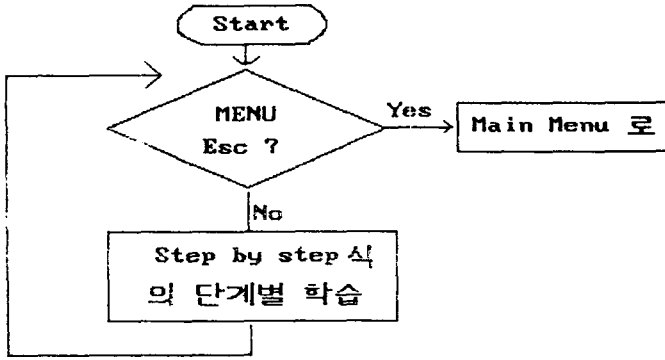 Start
MENU
Esc ?
Yes
Main Menu 로
No
Step by step 식
의 단계별 학습